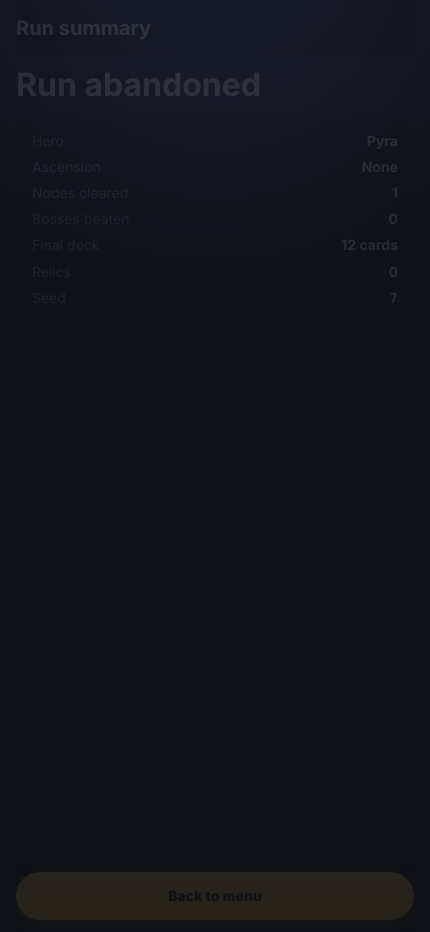 Run summary
Run abandoned
Hero Pyra
Ascension None
Nodes cleared 1
Bosses beaten 0
Final deck 12 cards
Relics 0
Seed 7
Back to menu